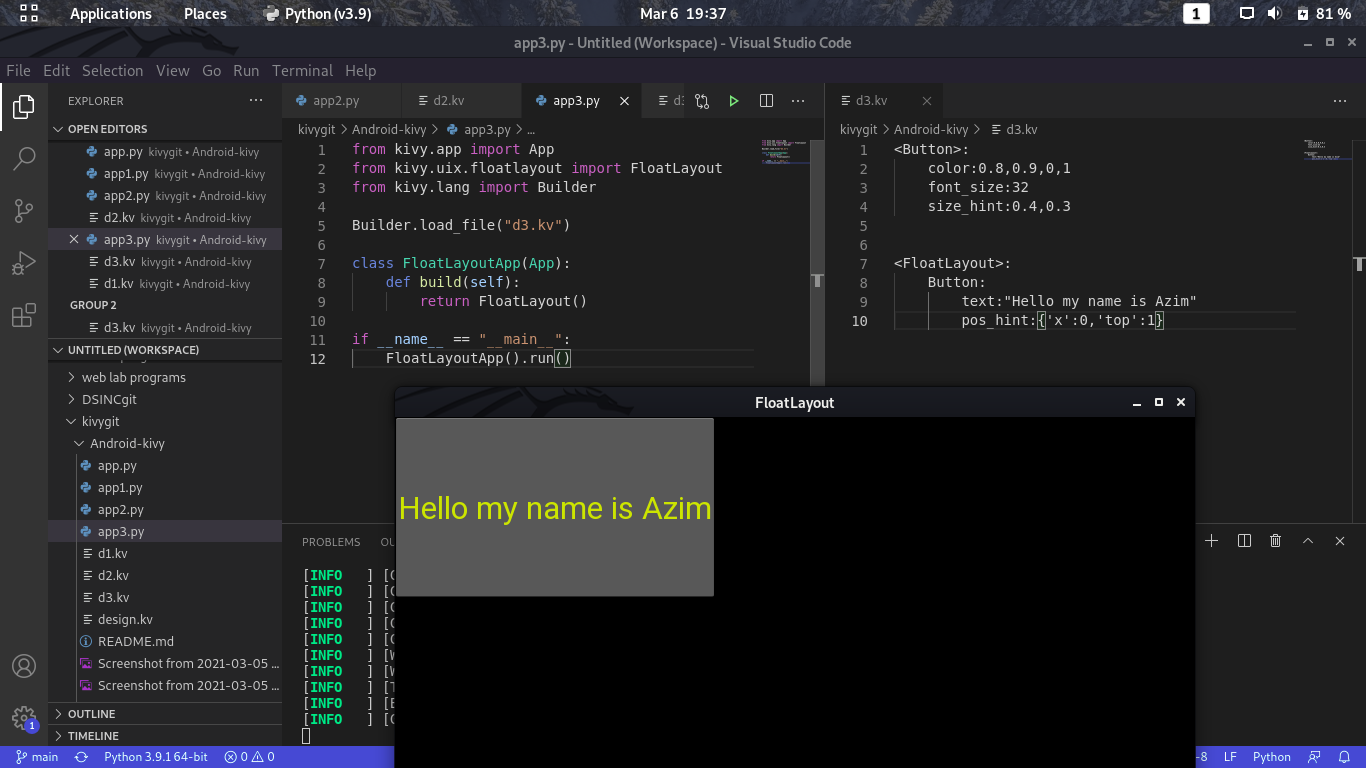 Applications Places Python (v3.9) Mar 6 19:37 1 81 %
app3.py - Untitled (Workspace) - Visual Studio Code
File Edit Selection View Go Run Terminal Help
EXPLORER
OPEN EDITORS
app.py kivygit • Android-kivy
app1.py kivygit • Android-kivy
app2.py kivygit • Android-kivy
d2.kv kivygit • Android-kivy
app3.py kivygit • Android-kivy
d3.kv kivygit • Android-kivy
d1.kv kivygit • Android-kivy
GROUP 2
d3.kv kivygit • Android-kivy
UNTITLED (WORKSPACE)
web lab programs
DSINCgit
kivygit
Android-kivy
app.py
app1.py
app2.py
app3.py
d1.kv
d2.kv
d3.kv
design.kv
README.md
Screenshot from 2021-03-05 ...
Screenshot from 2021-03-05 ...
OUTLINE
TIMELINE
1
app2.py d2.kv app3.py
kivygit > Android-kivy > app3.py > ...
1 from kivy.app import App
2 from kivy.uix.floatlayout import FloatLayout
3 from kivy.lang import Builder
4
5 Builder.load_file("d3.kv")
6
7 class FloatLayoutApp(App):
8 def build(self):
9 return FloatLayout()
10
11 if __name__ == "__main__":
12 FloatLayoutApp().run()
d3.kv
kivygit > Android-kivy > d3.kv
1 <Button>:
2 color:0.8,0.9,0,1
3 font_size:32
4 size_hint:0.4,0.3
5
6
7 <FloatLayout>:
8 Button:
9 text:"Hello my name is Azim"
10 pos_hint:{'x':0,'top':1}
FloatLayout
Hello my name is Azim
PROBLEMS OU
[INFO ] [
[INFO ] [
[INFO ] [
[INFO ] [
[INFO ] [
[INFO ] [
[INFO ] [
[INFO ] [
[INFO ] [
[INFO ] [
main Python 3.9.1 64-bit 0 0 -8 LF Python